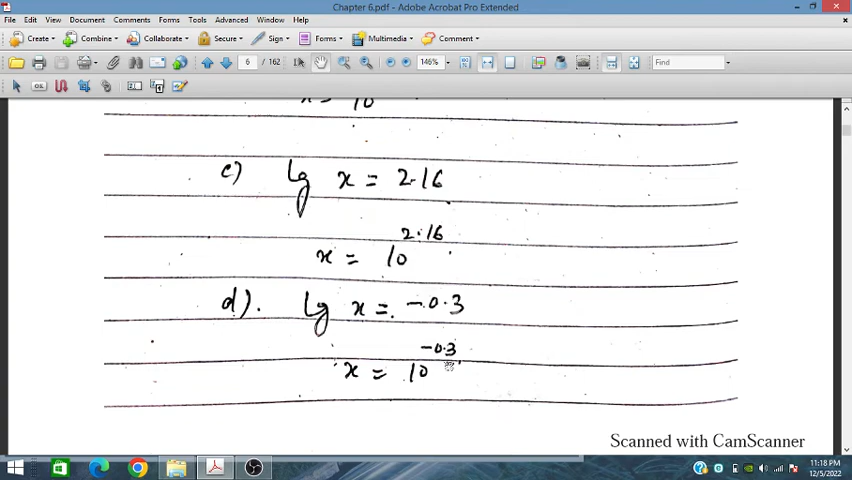 Chapter 6.pdf - Adobe Acrobat Pro Extended
File Edit View Document Comments Forms Tools Advanced Window Help
Create Combine Collaborate Secure Sign Forms Multimedia Comment
6 / 162 146% Find
x = 10
c) lg x = 2.16
x = 10^2.16
d). lg x = -0.3
x = 10^-0.3
Scanned with CamScanner
11:18 PM
12/5/2022